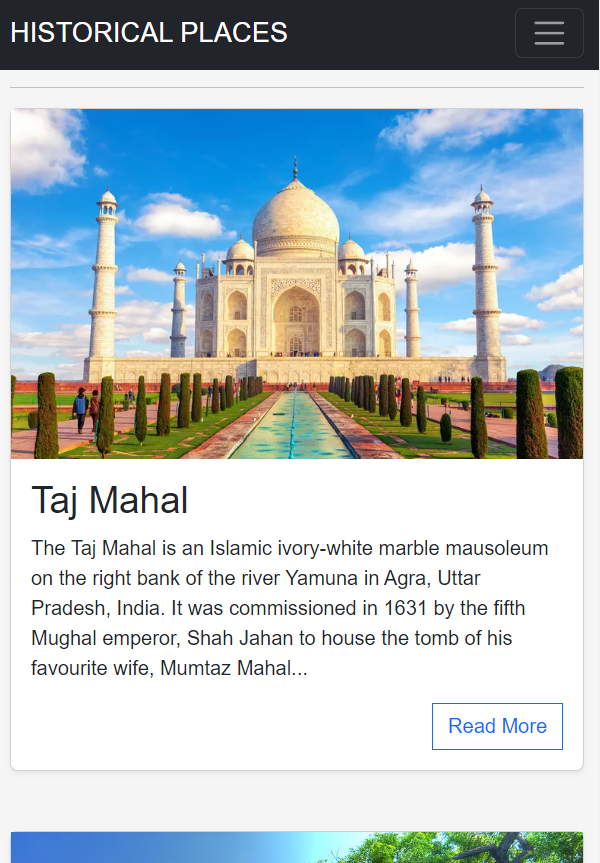 HISTORICAL PLACES
Taj Mahal
The Taj Mahal is an Islamic ivory-white marble mausoleum
on the right bank of the river Yamuna in Agra, Uttar
Pradesh, India. It was commissioned in 1631 by the fifth
Mughal emperor, Shah Jahan to house the tomb of his
favourite wife, Mumtaz Mahal...
Read More